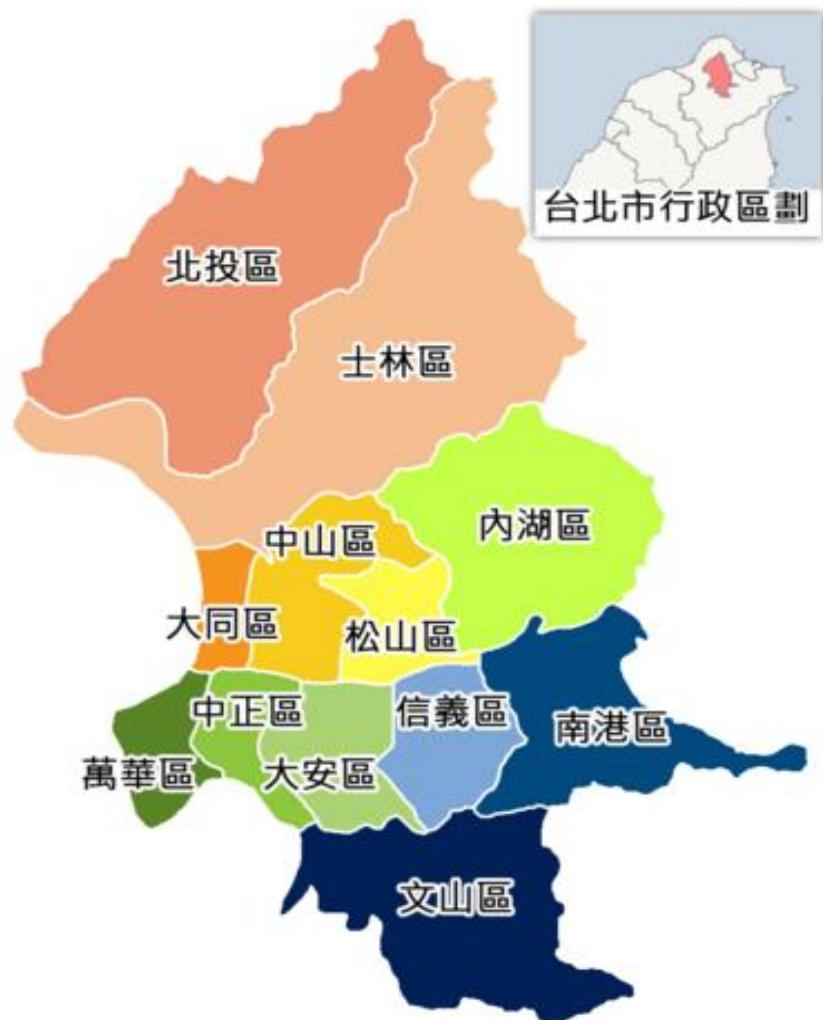 台北市行政區劃
北投區
士林區
內湖區
中山區
大同區
松山區
中正區
信義區
南港區
萬華區
大安區
文山區